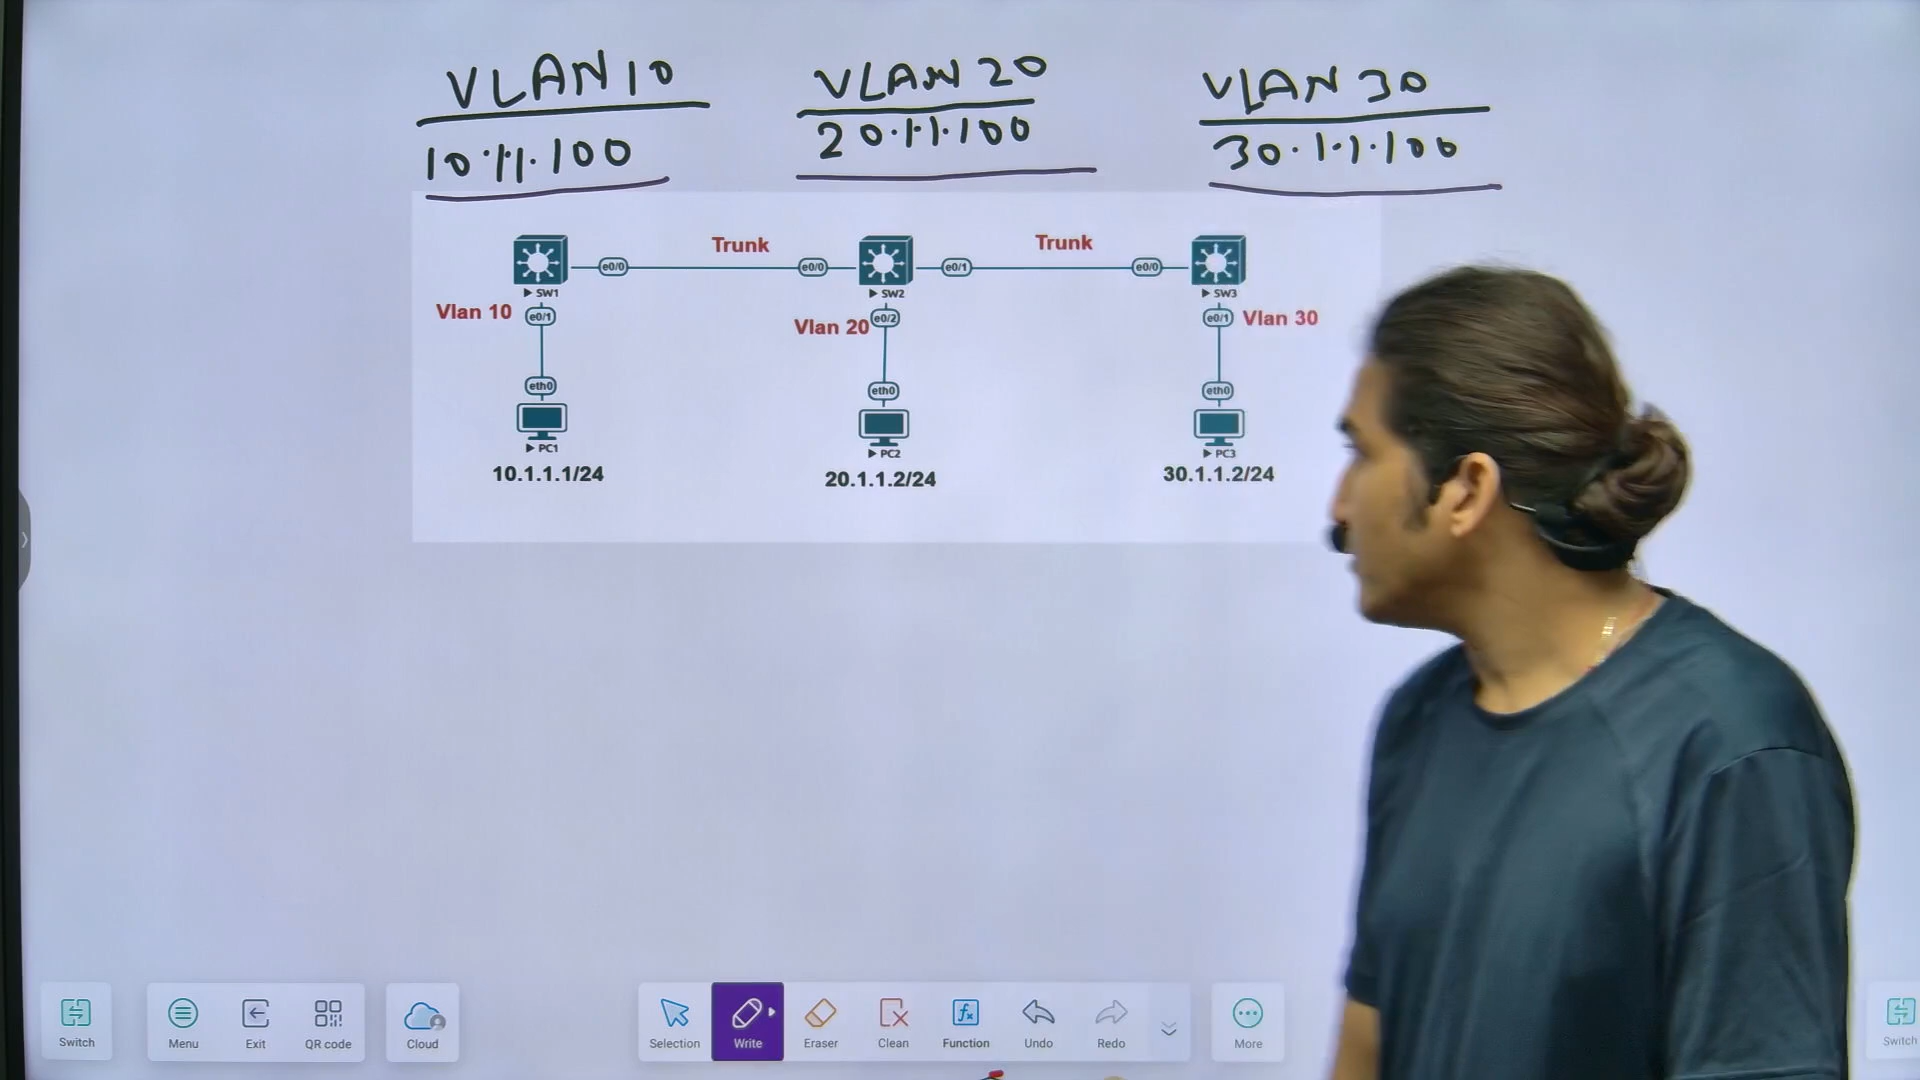 VLAN 10
VLAN 20
VLAN 30
10.1.1.100
20.1.1.100
30.1.1.100
Trunk
Trunk
e0/0
e0/0
e0/1
e0/0
SW1
SW2
SW3
Vlan 10
e0/1
Vlan 20
e0/2
e0/1
Vlan 30
eth0
eth0
eth0
PC1
PC2
PC3
10.1.1.1/24
20.1.1.2/24
30.1.1.2/24
Switch
Menu
Exit
QR code
Cloud
Selection
Write
Eraser
Clean
Function
Undo
Redo
More
Switch